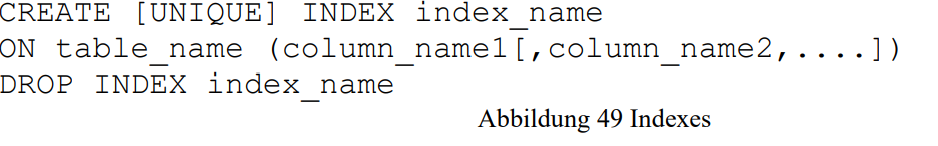 CREATE [UNIQUE] INDEX index_name
ON table_name (column_name1[,column_name2,....])
DROP INDEX index_name
Abbildung 49 Indexes